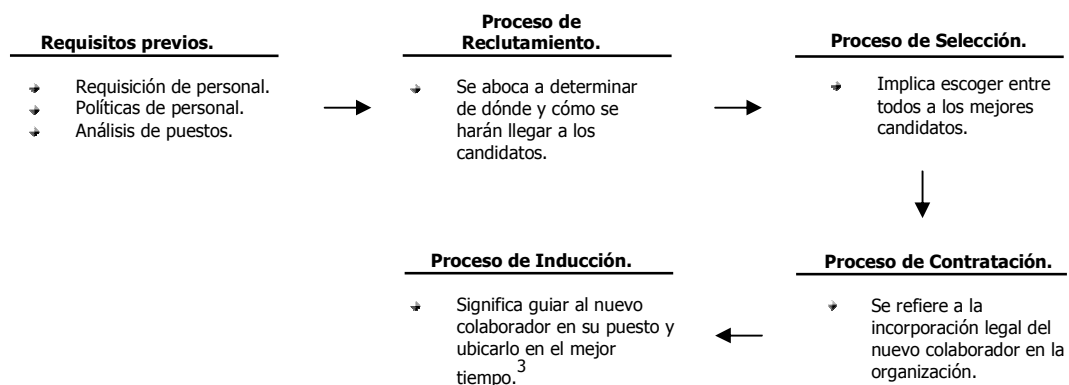 Requisitos previos.
Requisición de personal.
Políticas de personal.
Análisis de puestos.
Proceso de
Reclutamiento.
Se aboca a determinar
de dónde y cómo se
harán llegar a los
candidatos.
Proceso de Selección.
Implica escoger entre
todos a los mejores
candidatos.
Proceso de Contratación.
Se refiere a la
incorporación legal del
nuevo colaborador en la
organización.
Proceso de Inducción.
Significa guiar al nuevo
colaborador en su puesto y
ubicarlo en el mejor
tiempo.3